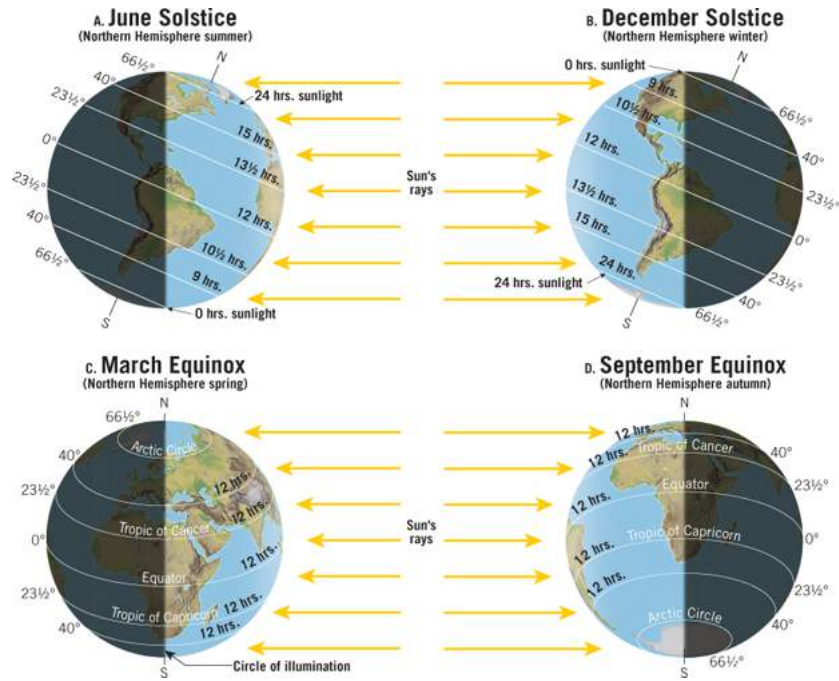 A. June Solstice
(Northern Hemisphere summer)
N
66½°
40°
23½°
0°
23½°
40°
66½°
S
24 hrs. sunlight
15 hrs.
13½ hrs.
12 hrs.
10½ hrs.
9 hrs.
0 hrs. sunlight
Sun's
rays
B. December Solstice
(Northern Hemisphere winter)
0 hrs. sunlight
N
9 hrs.
10½ hrs.
12 hrs.
13½ hrs.
15 hrs.
24 hrs.
24 hrs. sunlight
66½°
40°
0°
23½°
40°
66½°
S
C. March Equinox
(Northern Hemisphere spring)
N
66½°
40°
23½°
0°
23½°
40°
Arctic Circle
Tropic of Cancer
Equator
Tropic of Capricorn
12 hrs.
12 hrs.
12 hrs.
12 hrs.
12 hrs.
Circle of illumination
S
Sun's
rays
D. September Equinox
(Northern Hemisphere autumn)
N
12 hrs.
12 hrs.
12 hrs.
12 hrs.
12 hrs.
Tropic of Cancer
Equator
Tropic of Capricorn
Arctic Circle
40°
23½°
0°
23½°
40°
66½°
S